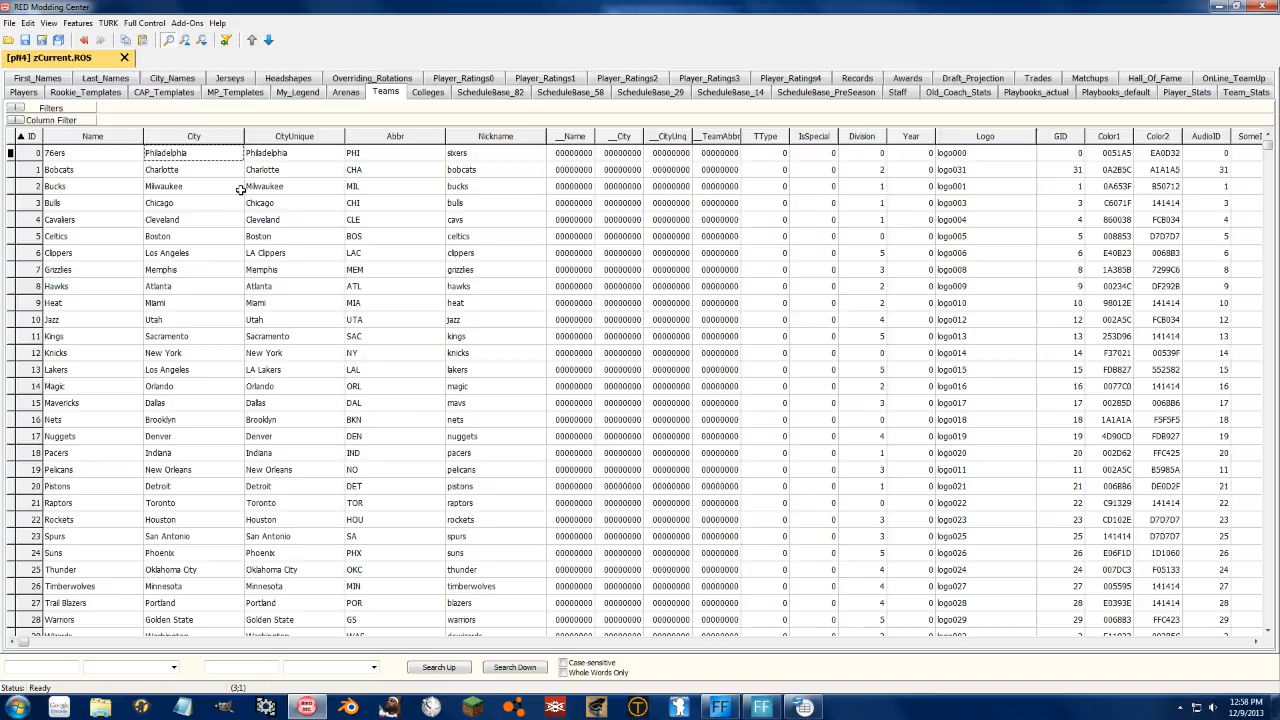 RED Modding Center
File Edit View Features TURK Full Control Add-Ons Help
[pN4] zCurrent.ROS
First_Names Last_Names City_Names Jerseys Headshapes Overriding_Rotations Player_Ratings0 Player_Ratings1 Player_Ratings2 Player_Ratings3 Player_Ratings4 Records Awards Draft_Projection Trades Matchups Hall_Of_Fame OnLine_TeamUp
Players Rookie_Templates CAP_Templates MP_Templates My_Legend Arenas Teams Colleges ScheduleBase_82 ScheduleBase_58 ScheduleBase_29 ScheduleBase_14 ScheduleBase_PreSeason Staff Old_Coach_Stats Playbooks_actual Playbooks_default Player_Stats Team_Stats
Filters
Column Filter
ID Name City CityUnique Abbr Nickname __Name __City __CityUnq __TeamAbbr TType IsSpecial Division Year Logo GID Color1 Color2 AudioID SomeI
0 76ers Philadelphia Philadelphia PHI sixers 00000000 00000000 00000000 00000000 0 0 0 0 logo000 0 0051A5 EA0D32 0
1 Bobcats Charlotte Charlotte CHA bobcats 00000000 00000000 00000000 00000000 0 0 2 0 logo031 31 0A2B5C A1A1A5 31
2 Bucks Milwaukee Milwaukee MIL bucks 00000000 00000000 00000000 00000000 0 0 1 0 logo001 1 0A653F B50712 1
3 Bulls Chicago Chicago CHI bulls 00000000 00000000 00000000 00000000 0 0 1 0 logo003 3 C6071F 141414 3
4 Cavaliers Cleveland Cleveland CLE cavs 00000000 00000000 00000000 00000000 0 0 1 0 logo004 4 860038 FCB034 4
5 Celtics Boston Boston BOS celtics 00000000 00000000 00000000 00000000 0 0 0 0 logo005 5 008853 D7D7D7 5
6 Clippers Los Angeles LA Clippers LAC clippers 00000000 00000000 00000000 00000000 0 0 5 0 logo006 6 E40B23 0068B3 6
7 Grizzlies Memphis Memphis MEM grizzlies 00000000 00000000 00000000 00000000 0 0 3 0 logo008 8 1A385B 7299C6 8
8 Hawks Atlanta Atlanta ATL hawks 00000000 00000000 00000000 00000000 0 0 2 0 logo009 9 00234C DF292B 9
9 Heat Miami Miami MIA heat 00000000 00000000 00000000 00000000 0 0 2 0 logo010 10 98012E 141414 10
10 Jazz Utah Utah UTA jazz 00000000 00000000 00000000 00000000 0 0 4 0 logo012 12 002A5C FCB034 12
11 Kings Sacramento Sacramento SAC kings 00000000 00000000 00000000 00000000 0 0 5 0 logo013 13 253D96 141414 13
12 Knicks New York New York NY knicks 00000000 00000000 00000000 00000000 0 0 0 0 logo014 14 F37021 00539F 14
13 Lakers Los Angeles LA Lakers LAL lakers 00000000 00000000 00000000 00000000 0 0 5 0 logo015 15 FDB827 552582 15
14 Magic Orlando Orlando ORL magic 00000000 00000000 00000000 00000000 0 0 2 0 logo016 16 0077C0 141414 16
15 Mavericks Dallas Dallas DAL mavs 00000000 00000000 00000000 00000000 0 0 3 0 logo017 17 00285D 006BB6 17
16 Nets Brooklyn Brooklyn BKN nets 00000000 00000000 00000000 00000000 0 0 0 0 logo018 18 1A1A1A F5F5F5 18
17 Nuggets Denver Denver DEN nuggets 00000000 00000000 00000000 00000000 0 0 4 0 logo019 19 4D90CD FDB927 19
18 Pacers Indiana Indiana IND pacers 00000000 00000000 00000000 00000000 0 0 1 0 logo020 20 002D62 FFC425 20
19 Pelicans New Orleans New Orleans NO pelicans 00000000 00000000 00000000 00000000 0 0 3 0 logo011 11 002A5C B5985A 11
20 Pistons Detroit Detroit DET pistons 00000000 00000000 00000000 00000000 0 0 1 0 logo021 21 006BB6 DE0D2F 21
21 Raptors Toronto Toronto TOR raptors 00000000 00000000 00000000 00000000 0 0 0 0 logo022 22 C91329 141414 22
22 Rockets Houston Houston HOU rockets 00000000 00000000 00000000 00000000 0 0 3 0 logo023 23 CD102E D7D7D7 23
23 Spurs San Antonio San Antonio SA spurs 00000000 00000000 00000000 00000000 0 0 3 0 logo025 25 141414 D7D7D7 25
24 Suns Phoenix Phoenix PHX suns 00000000 00000000 00000000 00000000 0 0 5 0 logo026 26 E06F1D 1D1060 26
25 Thunder Oklahoma City Oklahoma City OKC thunder 00000000 00000000 00000000 00000000 0 0 4 0 logo024 24 007DC3 F05133 24
26 Timberwolves Minnesota Minnesota MIN timberwolves 00000000 00000000 00000000 00000000 0 0 4 0 logo027 27 005595 141414 27
27 Trail Blazers Portland Portland POR blazers 00000000 00000000 00000000 00000000 0 0 4 0 logo028 28 E0393E 141414 28
28 Warriors Golden State Golden State GS warriors 00000000 00000000 00000000 00000000 0 0 5 0 logo029 29 006BB3 FFC423 29
Search Up Search Down Case-sensitive
Whole Words Only
Status: Ready (3;1)
Google
RED MC
FF FF
12:58 PM
12/9/2013